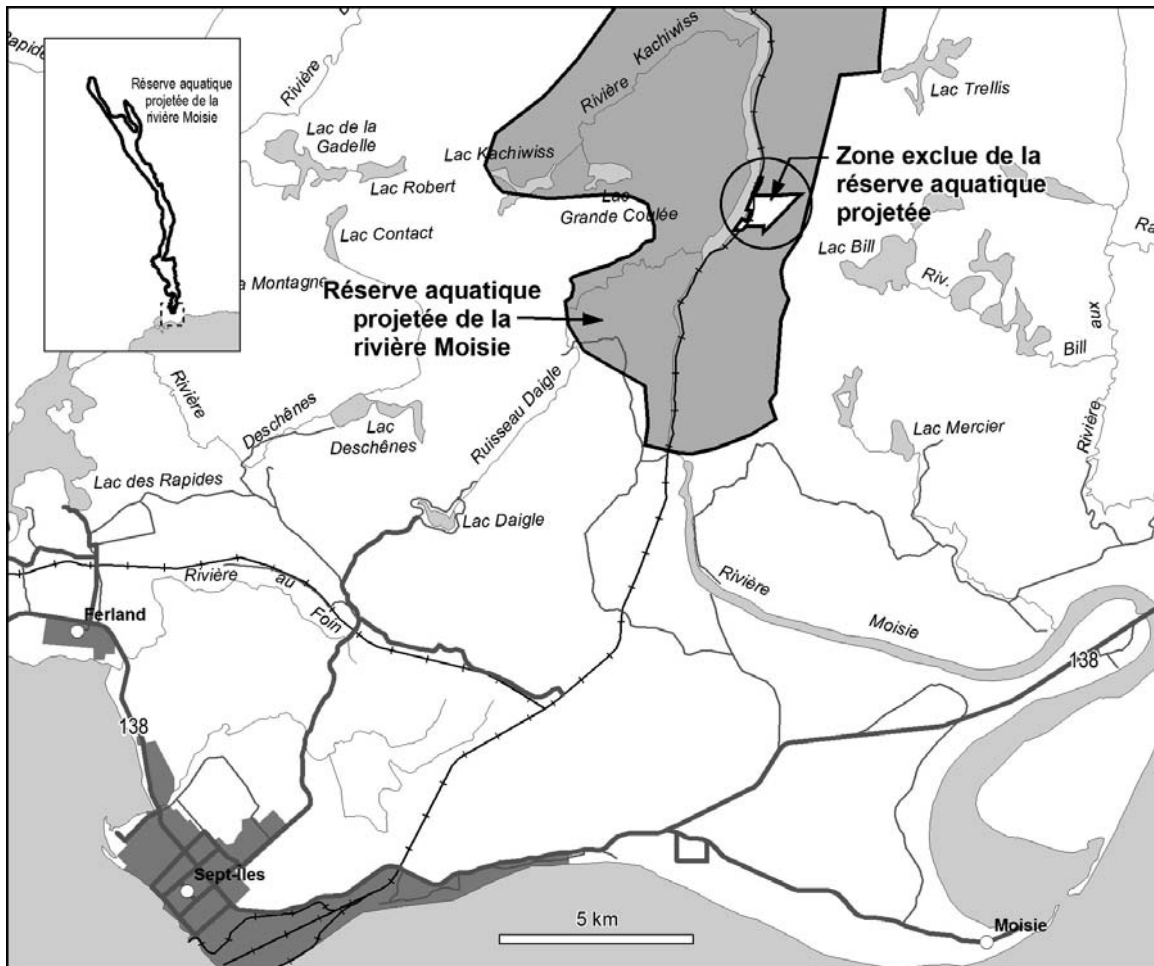 Rapide
Rivière
Réserve aquatique
projetée de la
rivière Moisie
Lac de la
Gadelle
Lac Robert
Lac Contact
a Montagne
Rivière Kachiwiss
Lac Kachiwiss
Lac
Grande Coulée
Lac Trellis
Zone exclue de la
réserve aquatique
projetée
Lac Bill
Riv.
Bill
Rivière aux
Ra
Réserve aquatique
projetée de la
rivière Moisie
Rivière
Deschênes
Lac
Deschênes
Ruisseau Daigle
Lac Mercier
Lac des Rapides
Lac Daigle
Rivière au
Foin
Rivière
Moisie
Ferland
138
138
Sept-Îles
5 km
Moisie